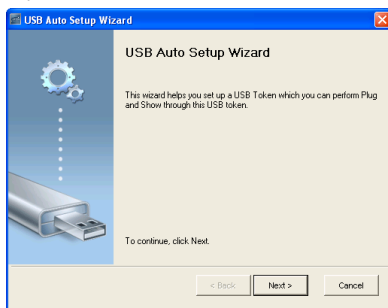 USB Auto Setup Wizard
USB Auto Setup Wizard
This wizard helps you set up a USB Token which you can perform Plug
and Show through this USB token.
To continue, click Next.
< Back Next > Cancel